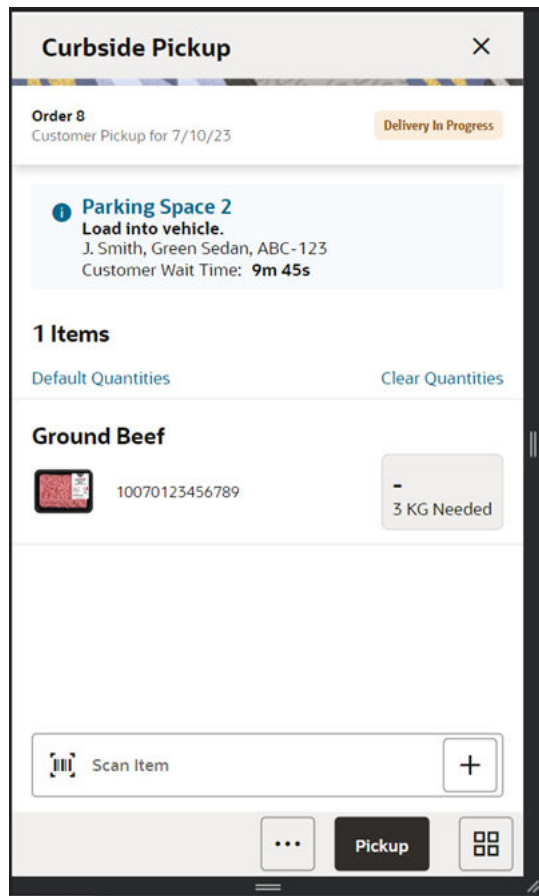 Curbside Pickup
Order 8
Customer Pickup for 7/10/23
Delivery In Progress
Parking Space 2
Load into vehicle.
J. Smith, Green Sedan, ABC-123
Customer Wait Time: 9m 45s
1 Items
Default Quantities
Clear Quantities
Ground Beef
10070123456789
-
3 KG Needed
Scan Item
Pickup